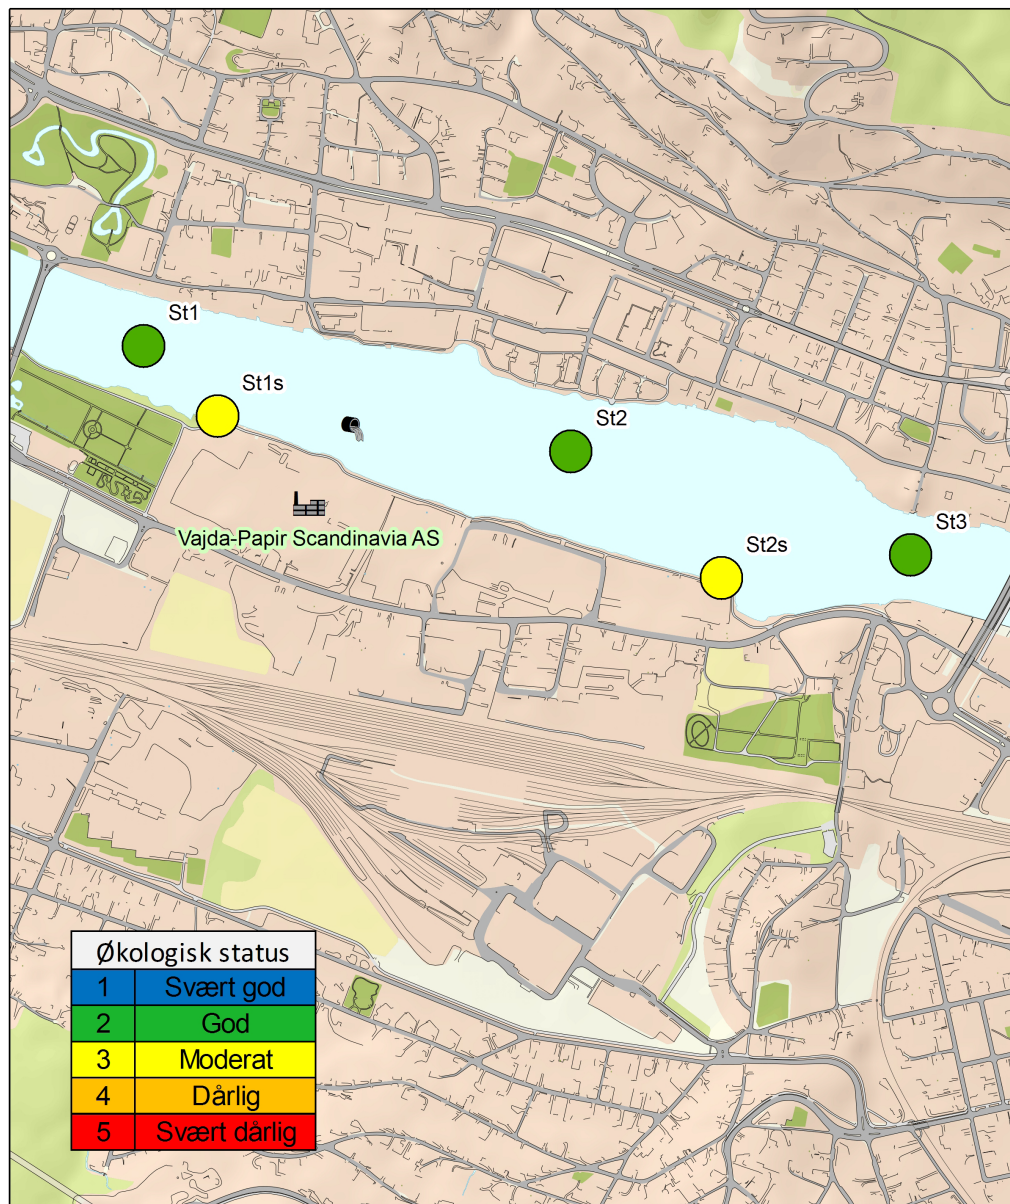 St1
St1s
St2
Vajda-Papir Scandinavia AS
St3
St2s
Økologisk status
1 Svært god
2 God
3 Moderat
4 Dårlig
5 Svært dårlig